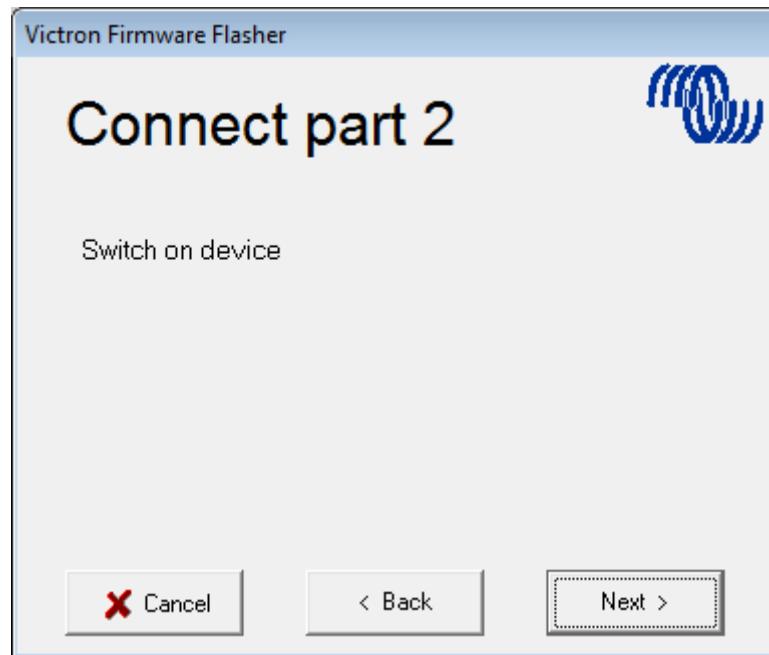 Victron Firmware Flasher
Connect part 2
Switch on device
Cancel
< Back
Next >